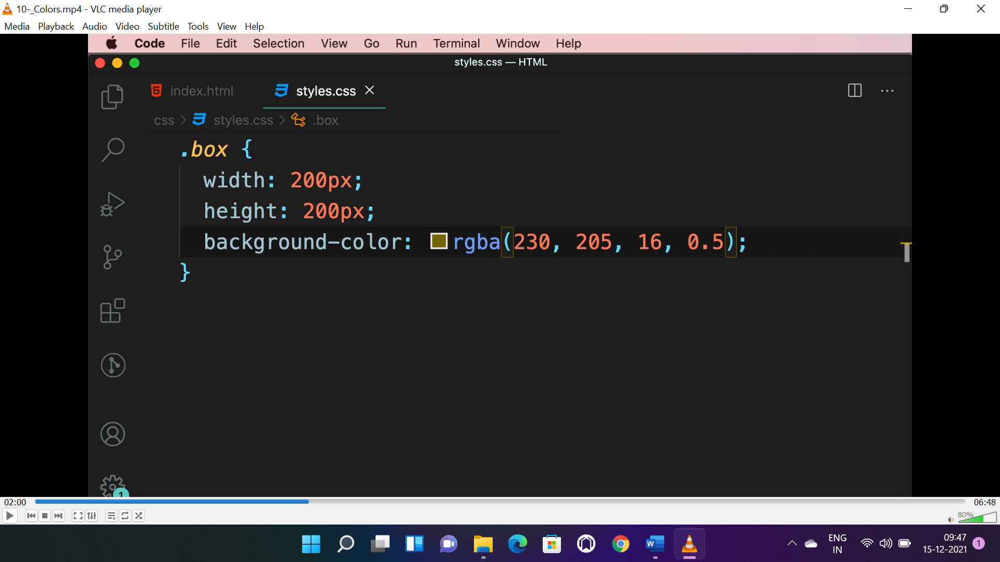 10-_Colors.mp4 - VLC media player
Media Playback Audio Video Subtitle Tools View Help
Code File Edit Selection View Go Run Terminal Window Help
styles.css — HTML
index.html styles.css
css > styles.css > .box
.box {
width: 200px;
height: 200px;
background-color: rgba(230, 205, 16, 0.5);
}
1
02:00 06:48
80%
ENG 09:47
IN 15-12-2021 1